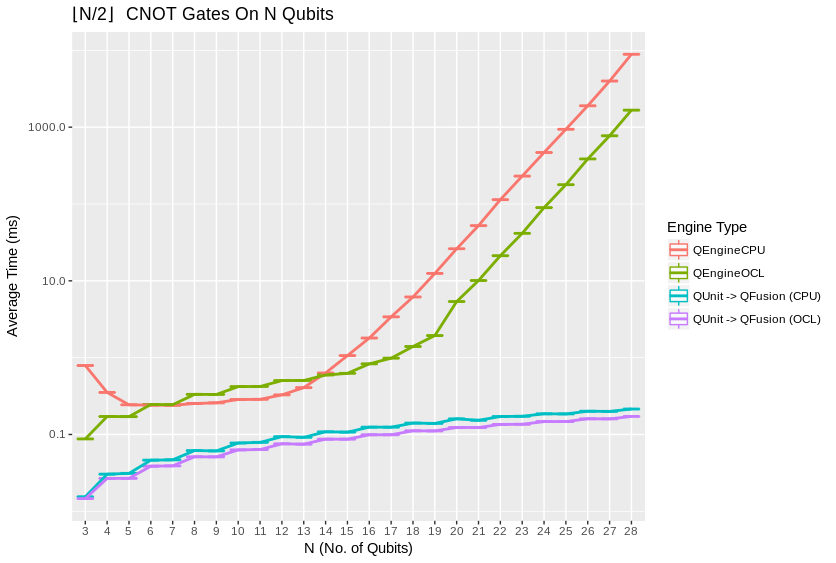 ⌊N/2⌋ CNOT Gates On N Qubits
Average Time (ms)
1000.0
10.0
0.1
3 4 5 6 7 8 9 10 11 12 13 14 15 16 17 18 19 20 21 22 23 24 25 26 27 28
N (No. of Qubits)
Engine Type
QEngineCPU
QEngineOCL
QUnit -> QFusion (CPU)
QUnit -> QFusion (OCL)